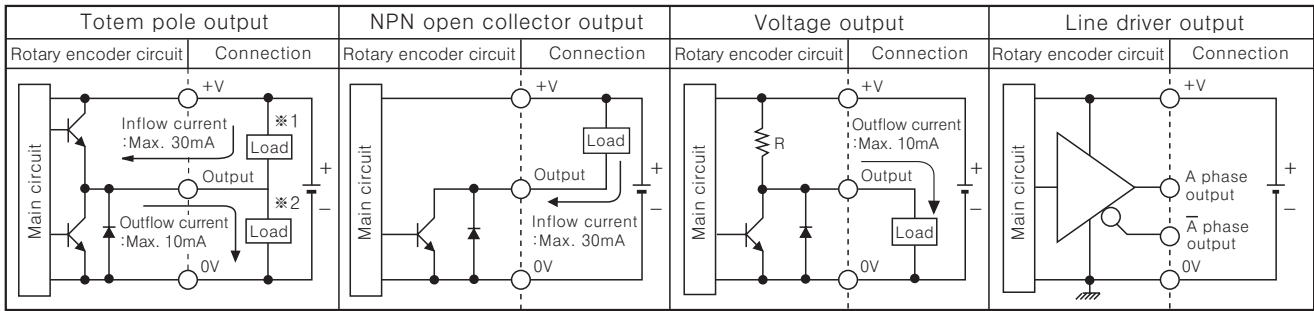 Totem pole output
Rotary encoder circuit
Connection
Main circuit
+V
Inflow current
:Max. 30mA
※1
Load
Output
※2
Outflow current
:Max. 10mA
Load
+
−
0V
NPN open collector output
Rotary encoder circuit
Connection
Main circuit
+V
Load
Output
Inflow current
:Max. 30mA
+
−
0V
Voltage output
Rotary encoder circuit
Connection
Main circuit
+V
R
Outflow current
:Max. 10mA
Output
Load
+
−
0V
Line driver output
Rotary encoder circuit
Connection
Main circuit
+V
A phase
output
A̅ phase
output
+
−
0V